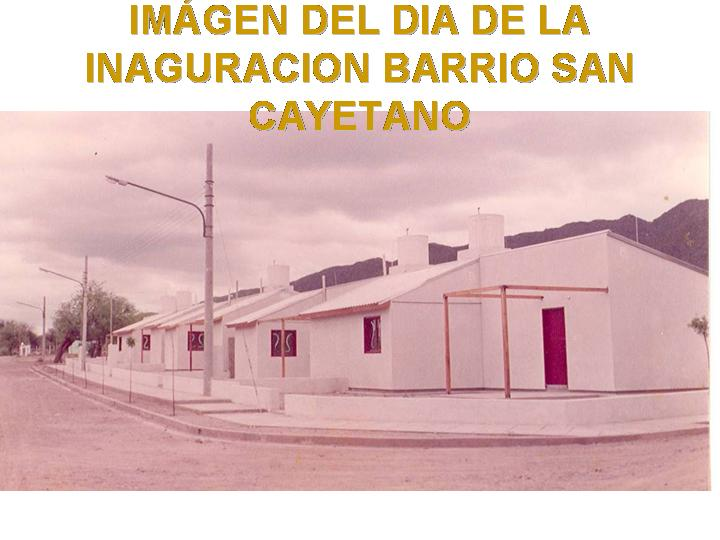 IMÁGEN DEL DIA DE LA
INAGURACION BARRIO SAN
CAYETANO